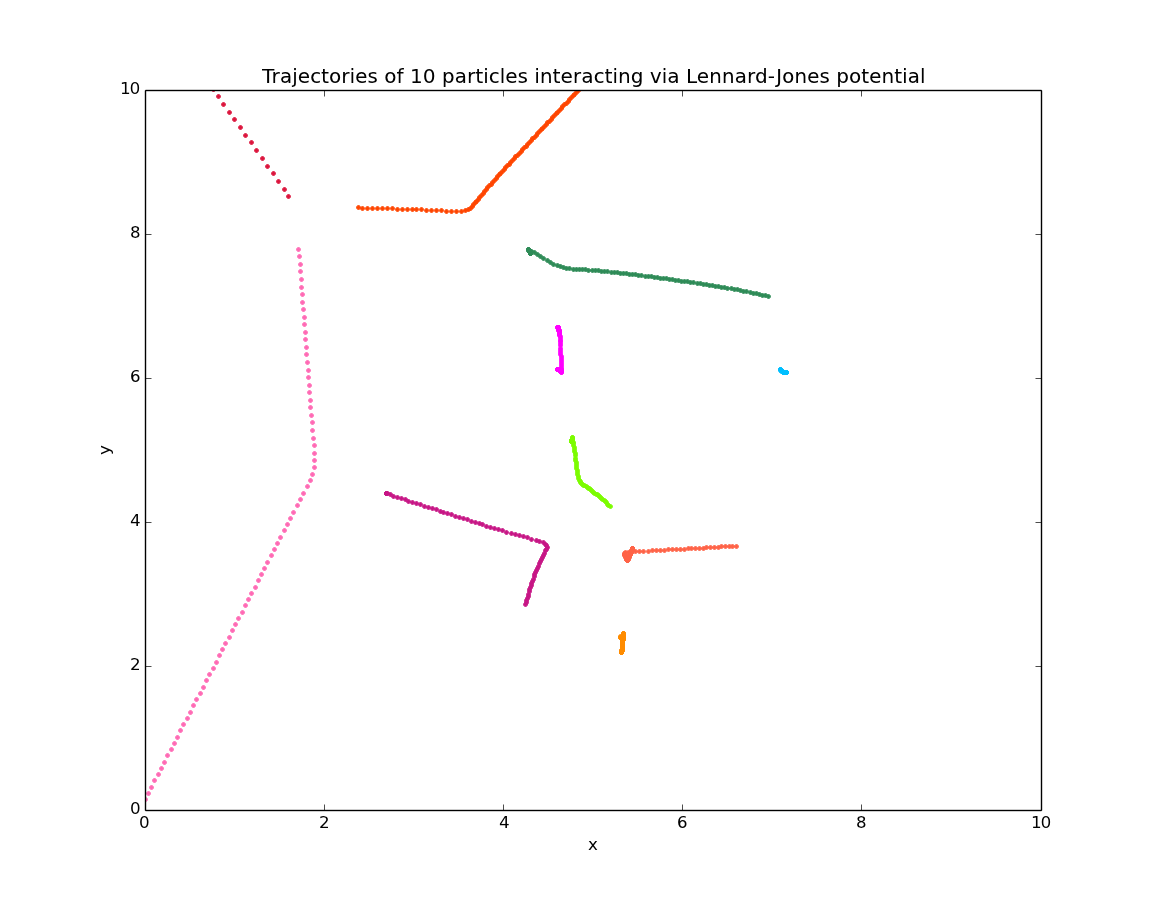 Trajectories of 10 particles interacting via Lennard-Jones potential
10
8
6
y
4
2
0
0 2 4 6 8 10
x